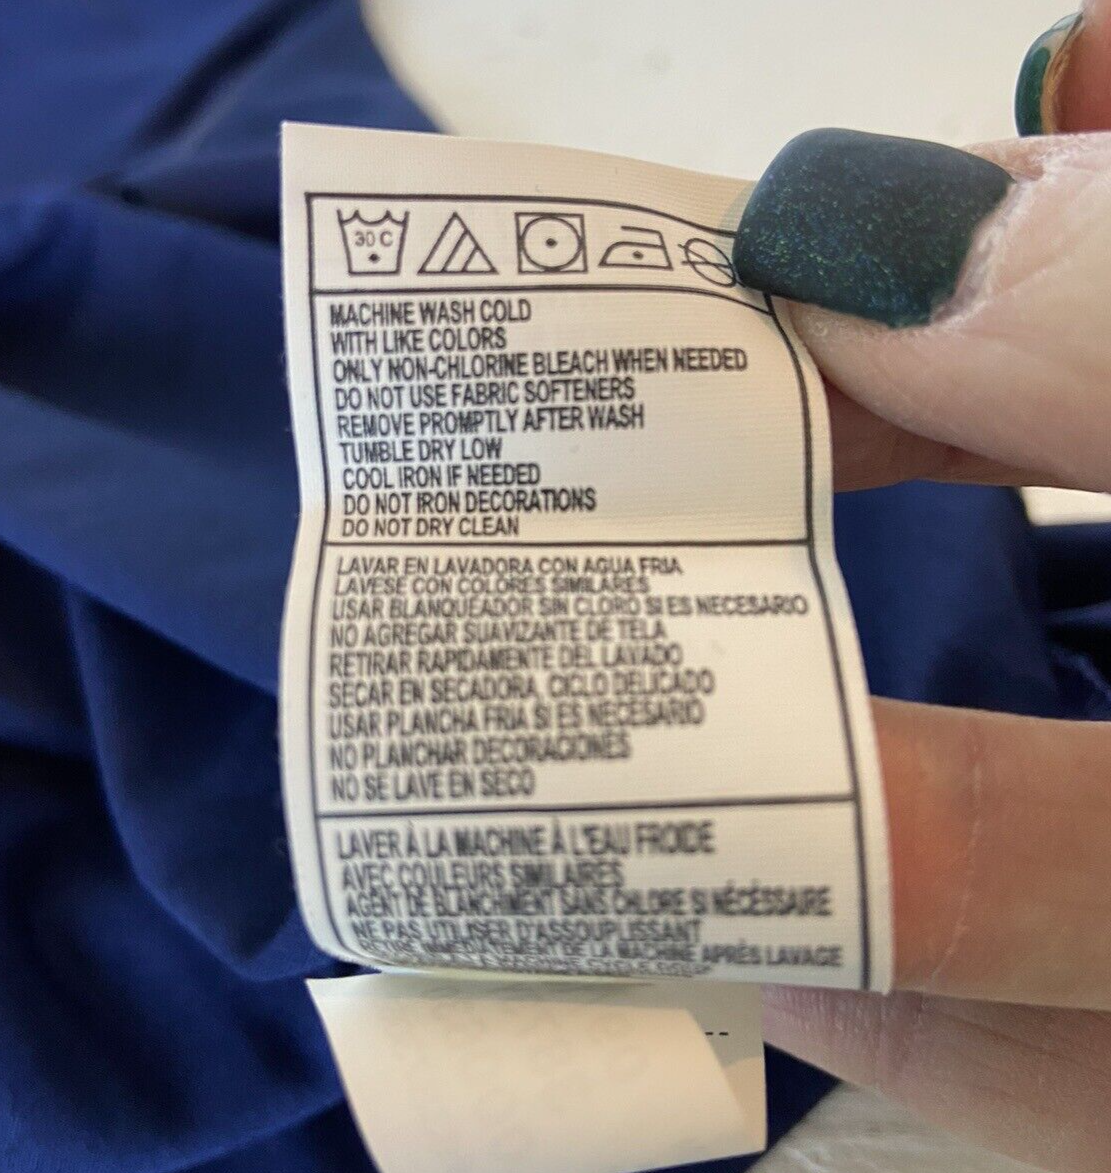 30 C
MACHINE WASH COLD
WITH LIKE COLORS
ONLY NON-CHLORINE BLEACH WHEN NEEDED
DO NOT USE FABRIC SOFTENERS
REMOVE PROMPTLY AFTER WASH
TUMBLE DRY LOW
COOL IRON IF NEEDED
DO NOT IRON DECORATIONS
DO NOT DRY CLEAN
LAVAR EN LAVADORA CON AGUA FRIA
LAVESE CON COLORES SIMILARES
USAR BLANQUEADOR SIN CLORO SI ES NECESARIO
NO AGREGAR SUAVIZANTE DE TELA
RETIRAR RAPIDAMENTE DEL LAVADO
SECAR EN SECADORA, CICLO DELICADO
USAR PLANCHA FRIA SI ES NECESARIO
NO PLANCHAR DECORACIONES
NO SE LAVE EN SECO
LAVER À LA MACHINE À L'EAU FROIDE
AVEC COULEURS SIMILAIRES
AGENT DE BLANCHIMENT SANS CHLORE SI NÉCÉSSAIRE
NE PAS UTILISER D'ASSOUPLISSANT
DE LA MACHINE APRÈS LAVAGE